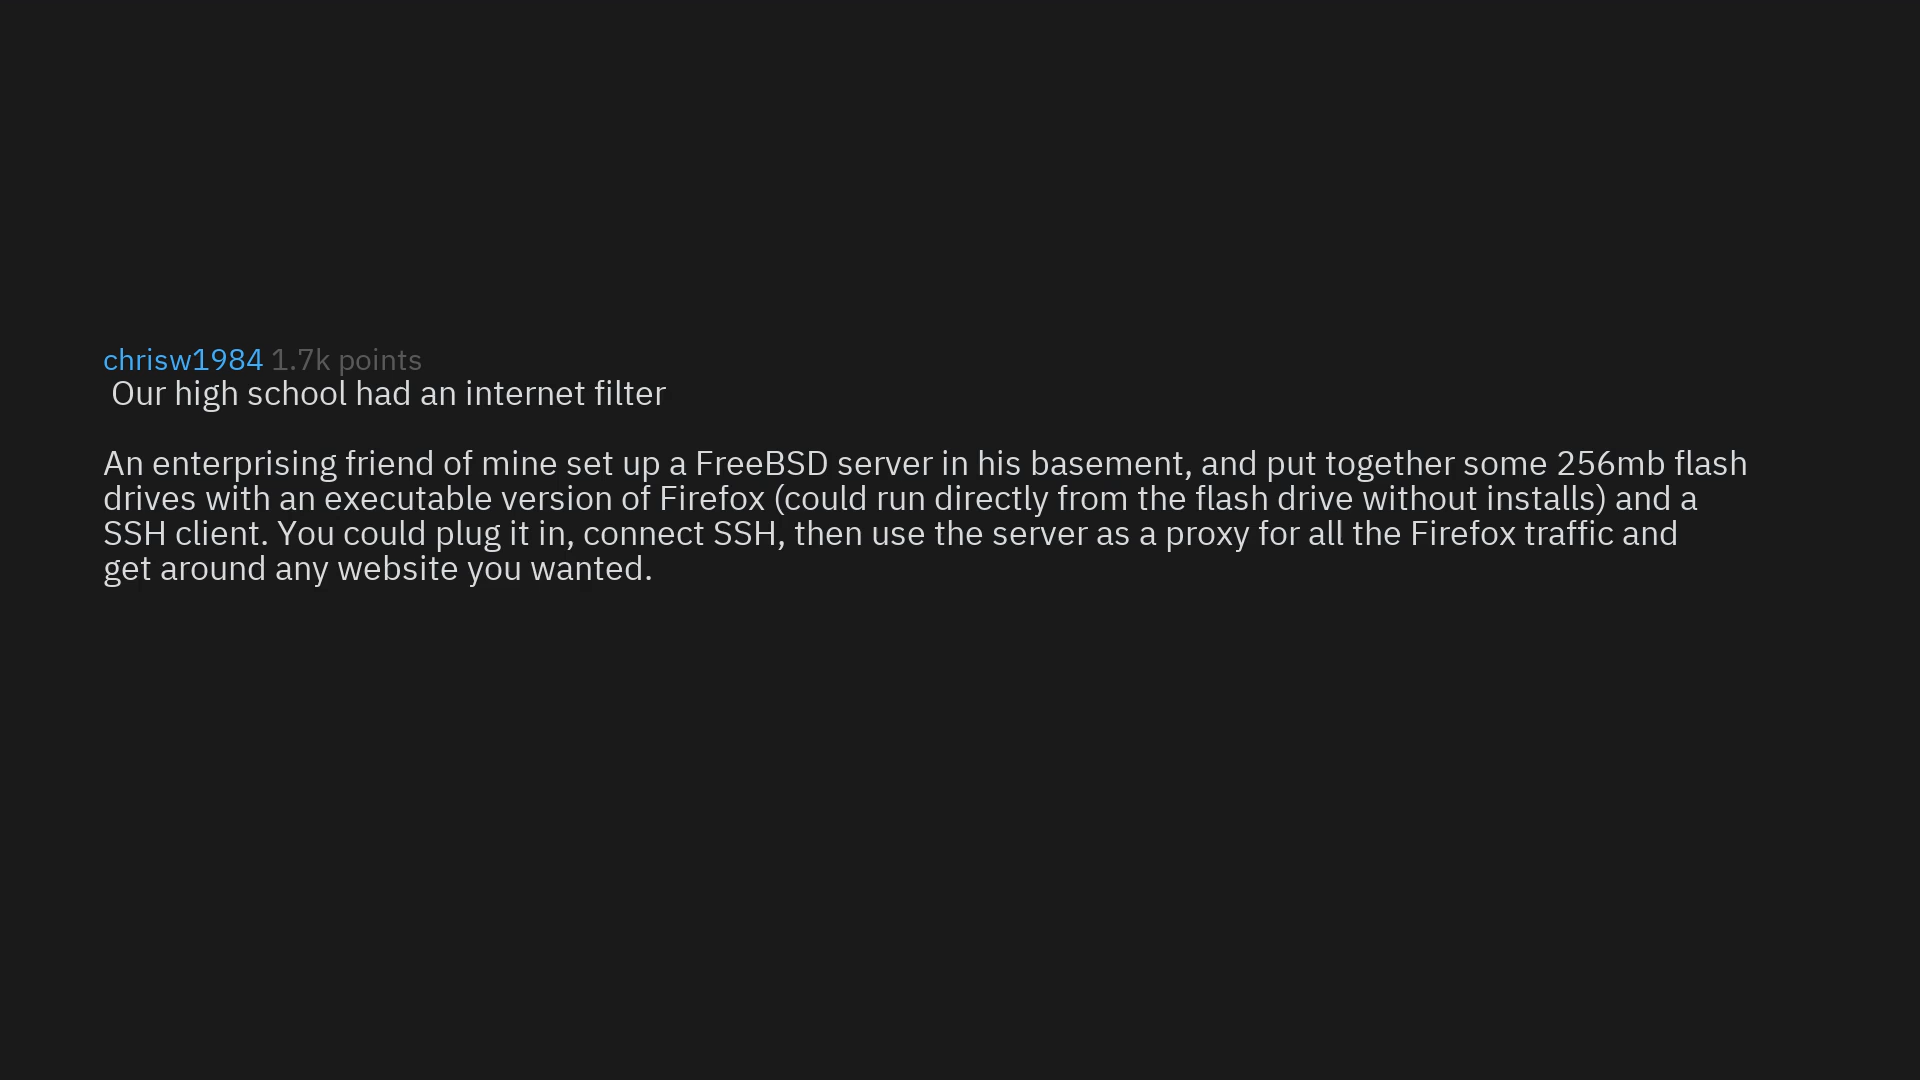 chrisw1984 1.7k points
Our high school had an internet filter
An enterprising friend of mine set up a FreeBSD server in his basement, and put together some 256mb flash
drives with an executable version of Firefox (could run directly from the flash drive without installs) and a
SSH client. You could plug it in, connect SSH, then use the server as a proxy for all the Firefox traffic and
get around any website you wanted.